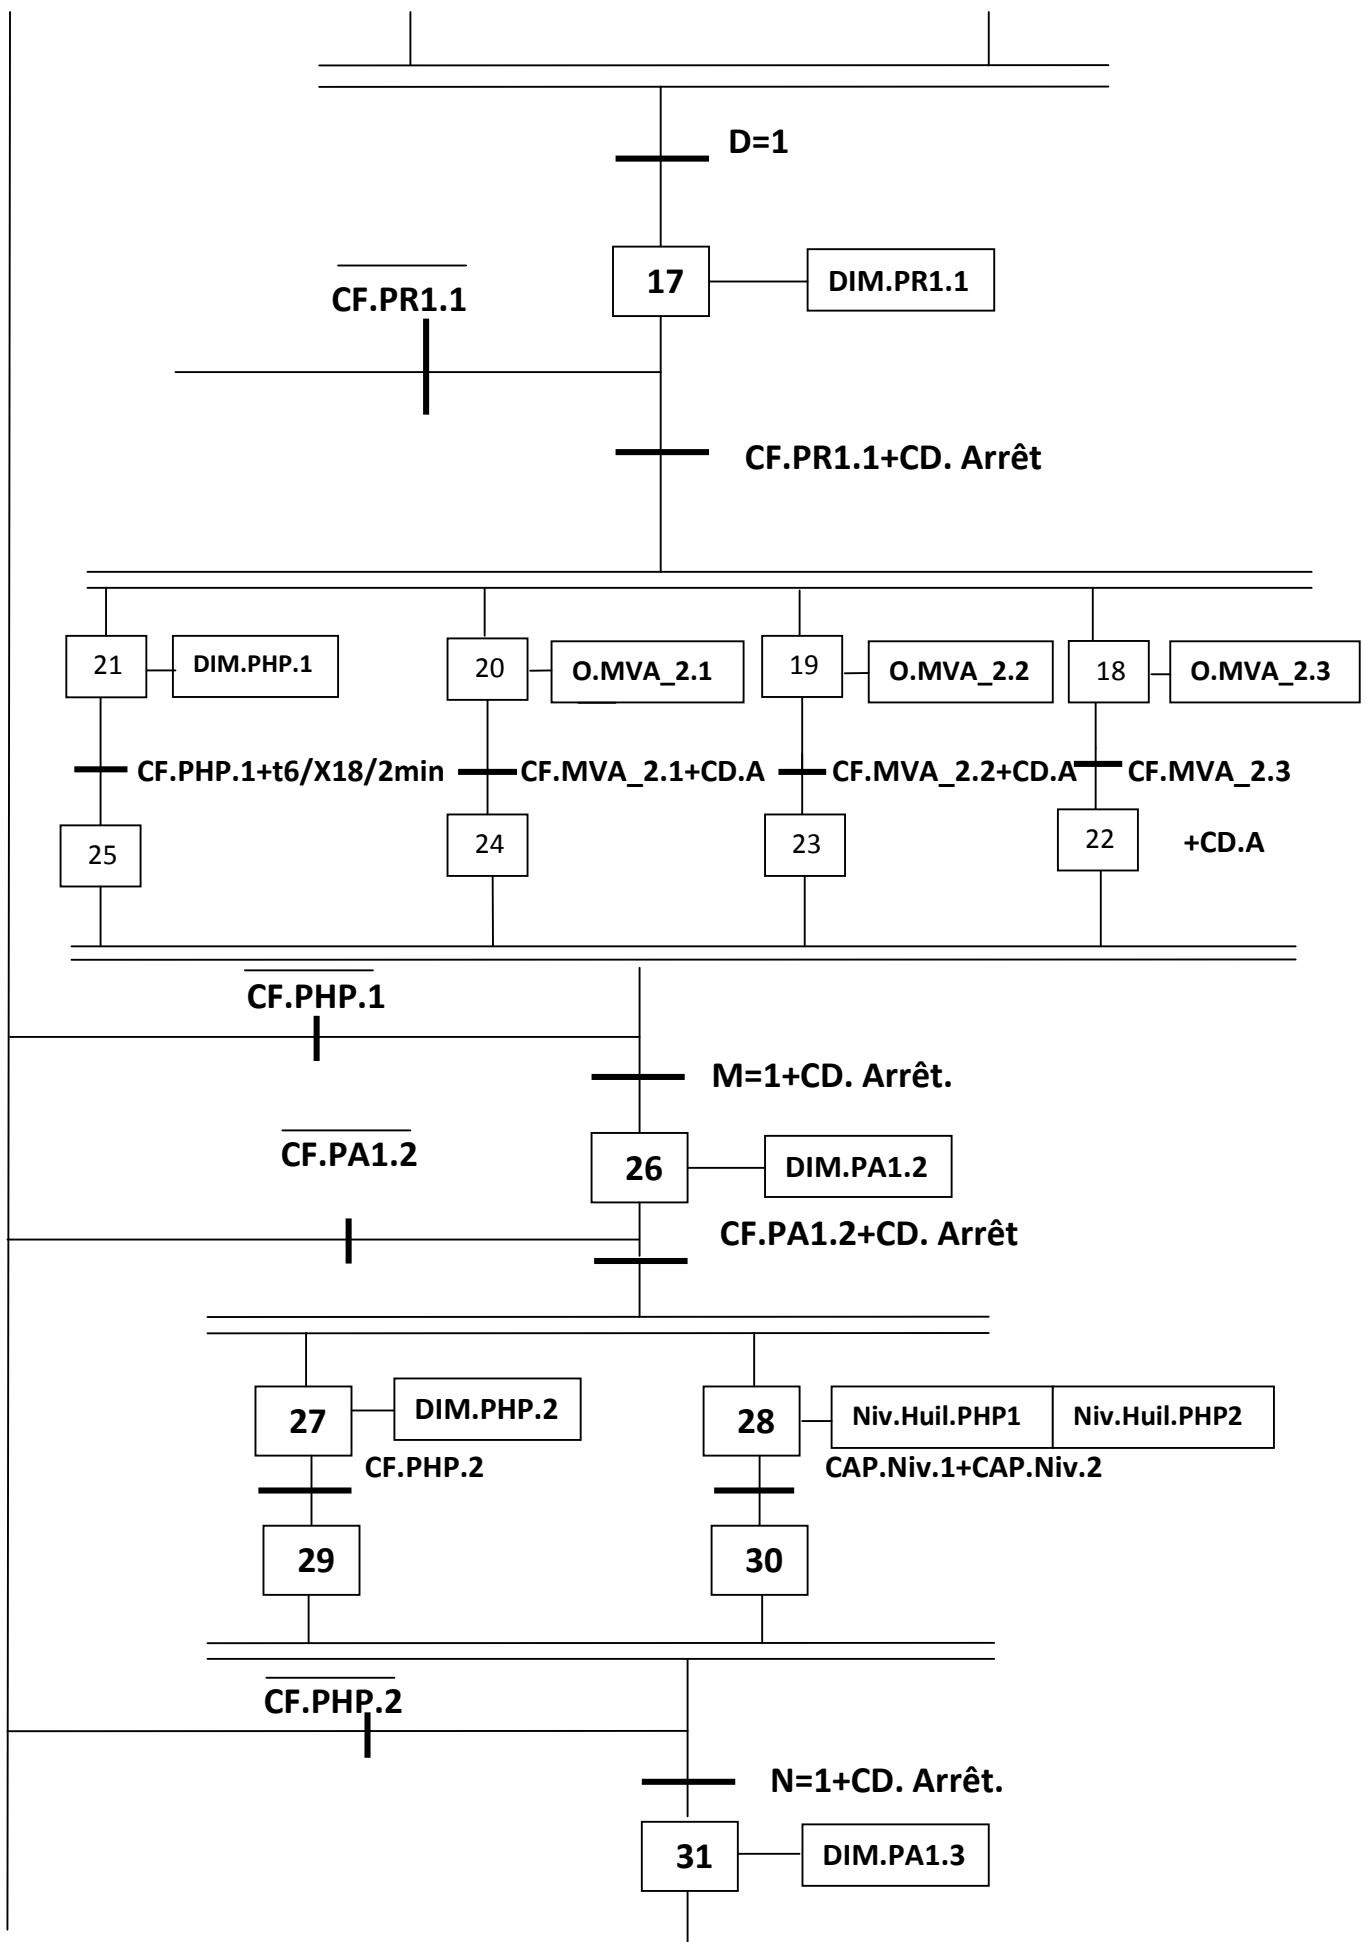 D=1
17
DIM.PR1.1
CF.PR1.1
CF.PR1.1+CD. Arrêt
21
DIM.PHP.1
20
O.MVA_2.1
19
O.MVA_2.2
18
O.MVA_2.3
CF.PHP.1+t6/X18/2min
CF.MVA_2.1+CD.A
CF.MVA_2.2+CD.A
CF.MVA_2.3
+CD.A
25
24
23
22
CF.PHP.1
M=1+CD. Arrêt.
CF.PA1.2
26
DIM.PA1.2
CF.PA1.2+CD. Arrêt
27
DIM.PHP.2
28
Niv.Huil.PHP1
Niv.Huil.PHP2
CF.PHP.2
CAP.Niv.1+CAP.Niv.2
29
30
CF.PHP.2
N=1+CD. Arrêt.
31
DIM.PA1.3